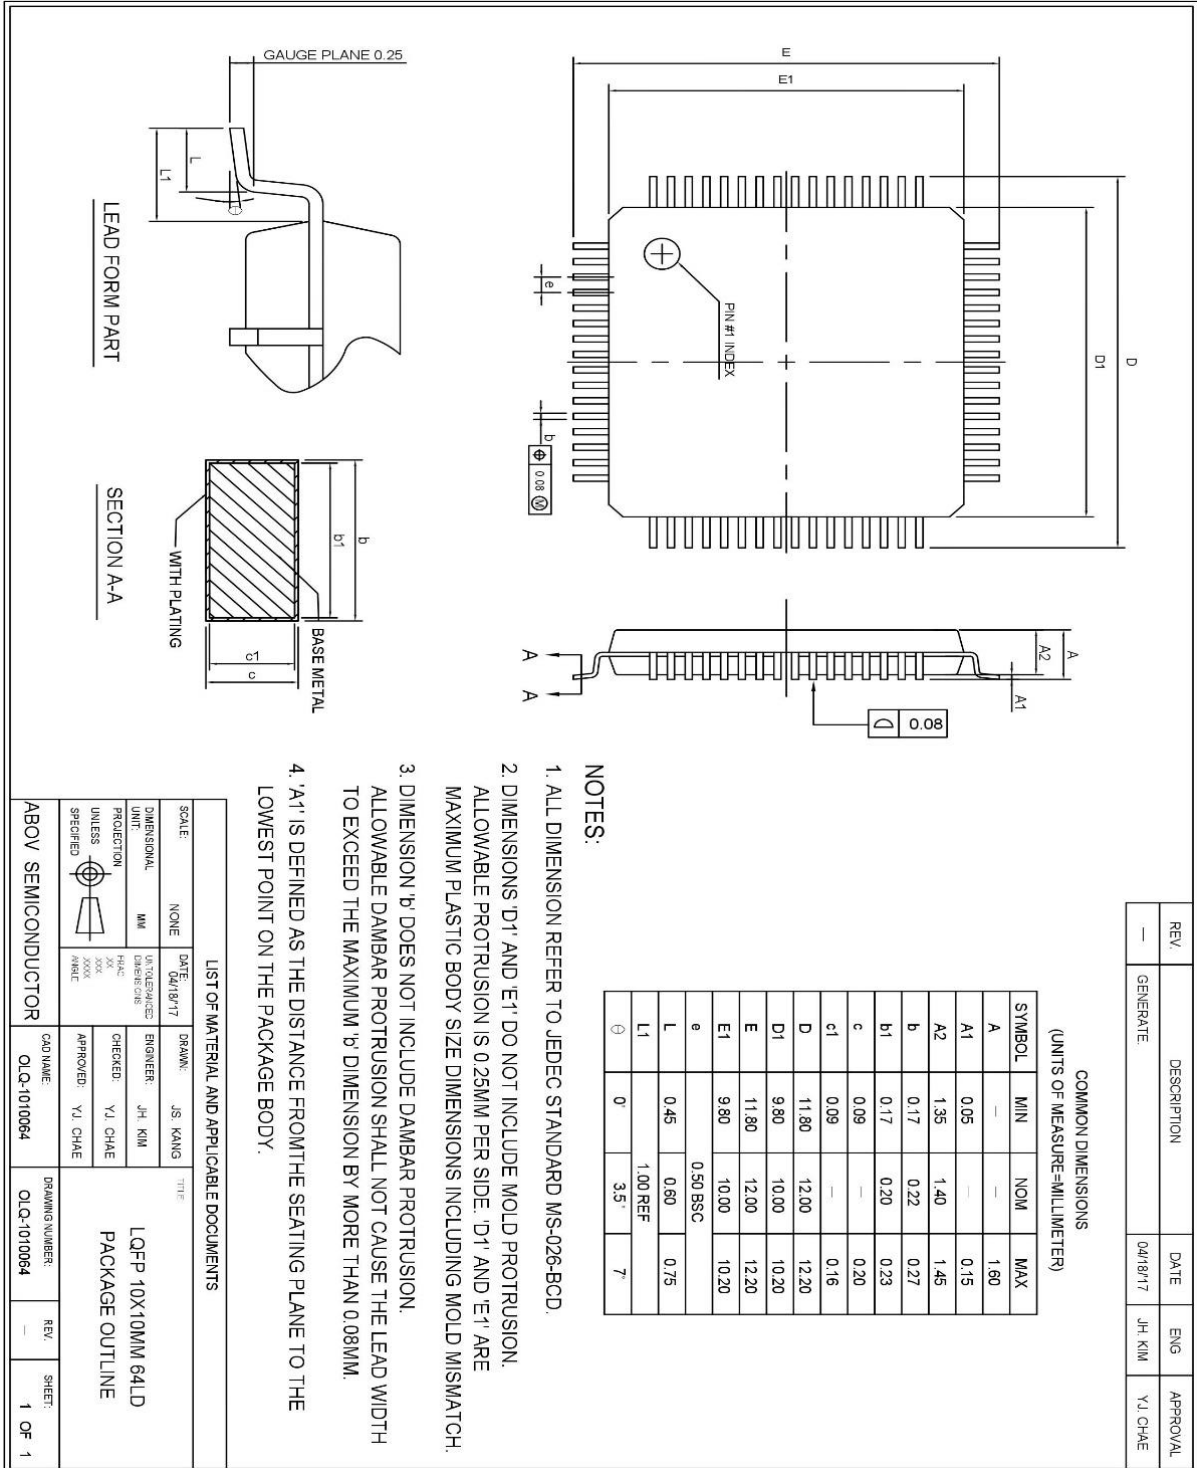 REV. DESCRIPTION DATE ENG APPROVAL
— GENERATE. 04/18/'17 JH. KIM YJ. CHAE
COMMON DIMENSIONS
(UNITS OF MEASURE=MILLIMETER)
SYMBOL MIN NOM MAX
A — — 1.60
A1 0.05 — 0.15
A2 1.35 1.40 1.45
b 0.17 0.22 0.27
b1 0.17 0.20 0.23
c 0.09 — 0.20
c1 0.09 — 0.16
D 11.80 12.00 12.20
D1 9.80 10.00 10.20
E 11.80 12.00 12.20
E1 9.80 10.00 10.20
e 0.50 BSC
L 0.45 0.60 0.75
L1 1.00 REF
Θ 0° 3.5° 7°
D
D1
E
E1
PIN #1 INDEX
e
b
0.08 Ⓜ
A
A2
A1
0.08
A A
GAUGE PLANE 0.25
L
L1
LEAD FORM PART
b
b1
BASE METAL
c1
c
WITH PLATING
SECTION A-A
NOTES:
1. ALL DIMENSION REFER TO JEDEC STANDARD MS-026-BCD.
2. DIMENSIONS 'D1' AND 'E1' DO NOT INCLUDE MOLD PROTRUSION.
ALLOWABLE PROTRUSION IS 0.25MM PER SIDE. 'D1' AND 'E1' ARE
MAXIMUM PLASTIC BODY SIZE DIMENSIONS INCLUDING MOLD MISMATCH.
3. DIMENSION 'b' DOES NOT INCLUDE DAMBAR PROTRUSION.
ALLOWABLE DAMBAR PROTRUSION SHALL NOT CAUSE THE LEAD WIDTH
TO EXCEED THE MAXIMUM 'b' DIMENSION BY MORE THAN 0.08MM.
4. 'A1' IS DEFINED AS THE DISTANCE FROMTHE SEATING PLANE TO THE
LOWEST POINT ON THE PACKAGE BODY.
LIST OF MATERIAL AND APPLICABLE DOCUMENTS
SCALE: NONE
DATE: 04/18/'17
DRAWN: JS. KANG
TITLE
DIMENSIONAL UNIT: MM
UNTOLERANCED DIMENSIONS
ENGINEER: JH. KIM
LQFP 10X10MM 64LD
PACKAGE OUTLINE
PROJECTION
UNLESS
SPECIFIED
FRAC
XX
XXX
XXXX
ANGLE
CHECKED: YJ. CHAE
APPROVED: YJ. CHAE
ABOV SEMICONDUCTOR
CAD NAME:
OLQ-1010064
DRAWING NUMBER:
OLQ-1010064
REV.
—
SHEET:
1 OF 1